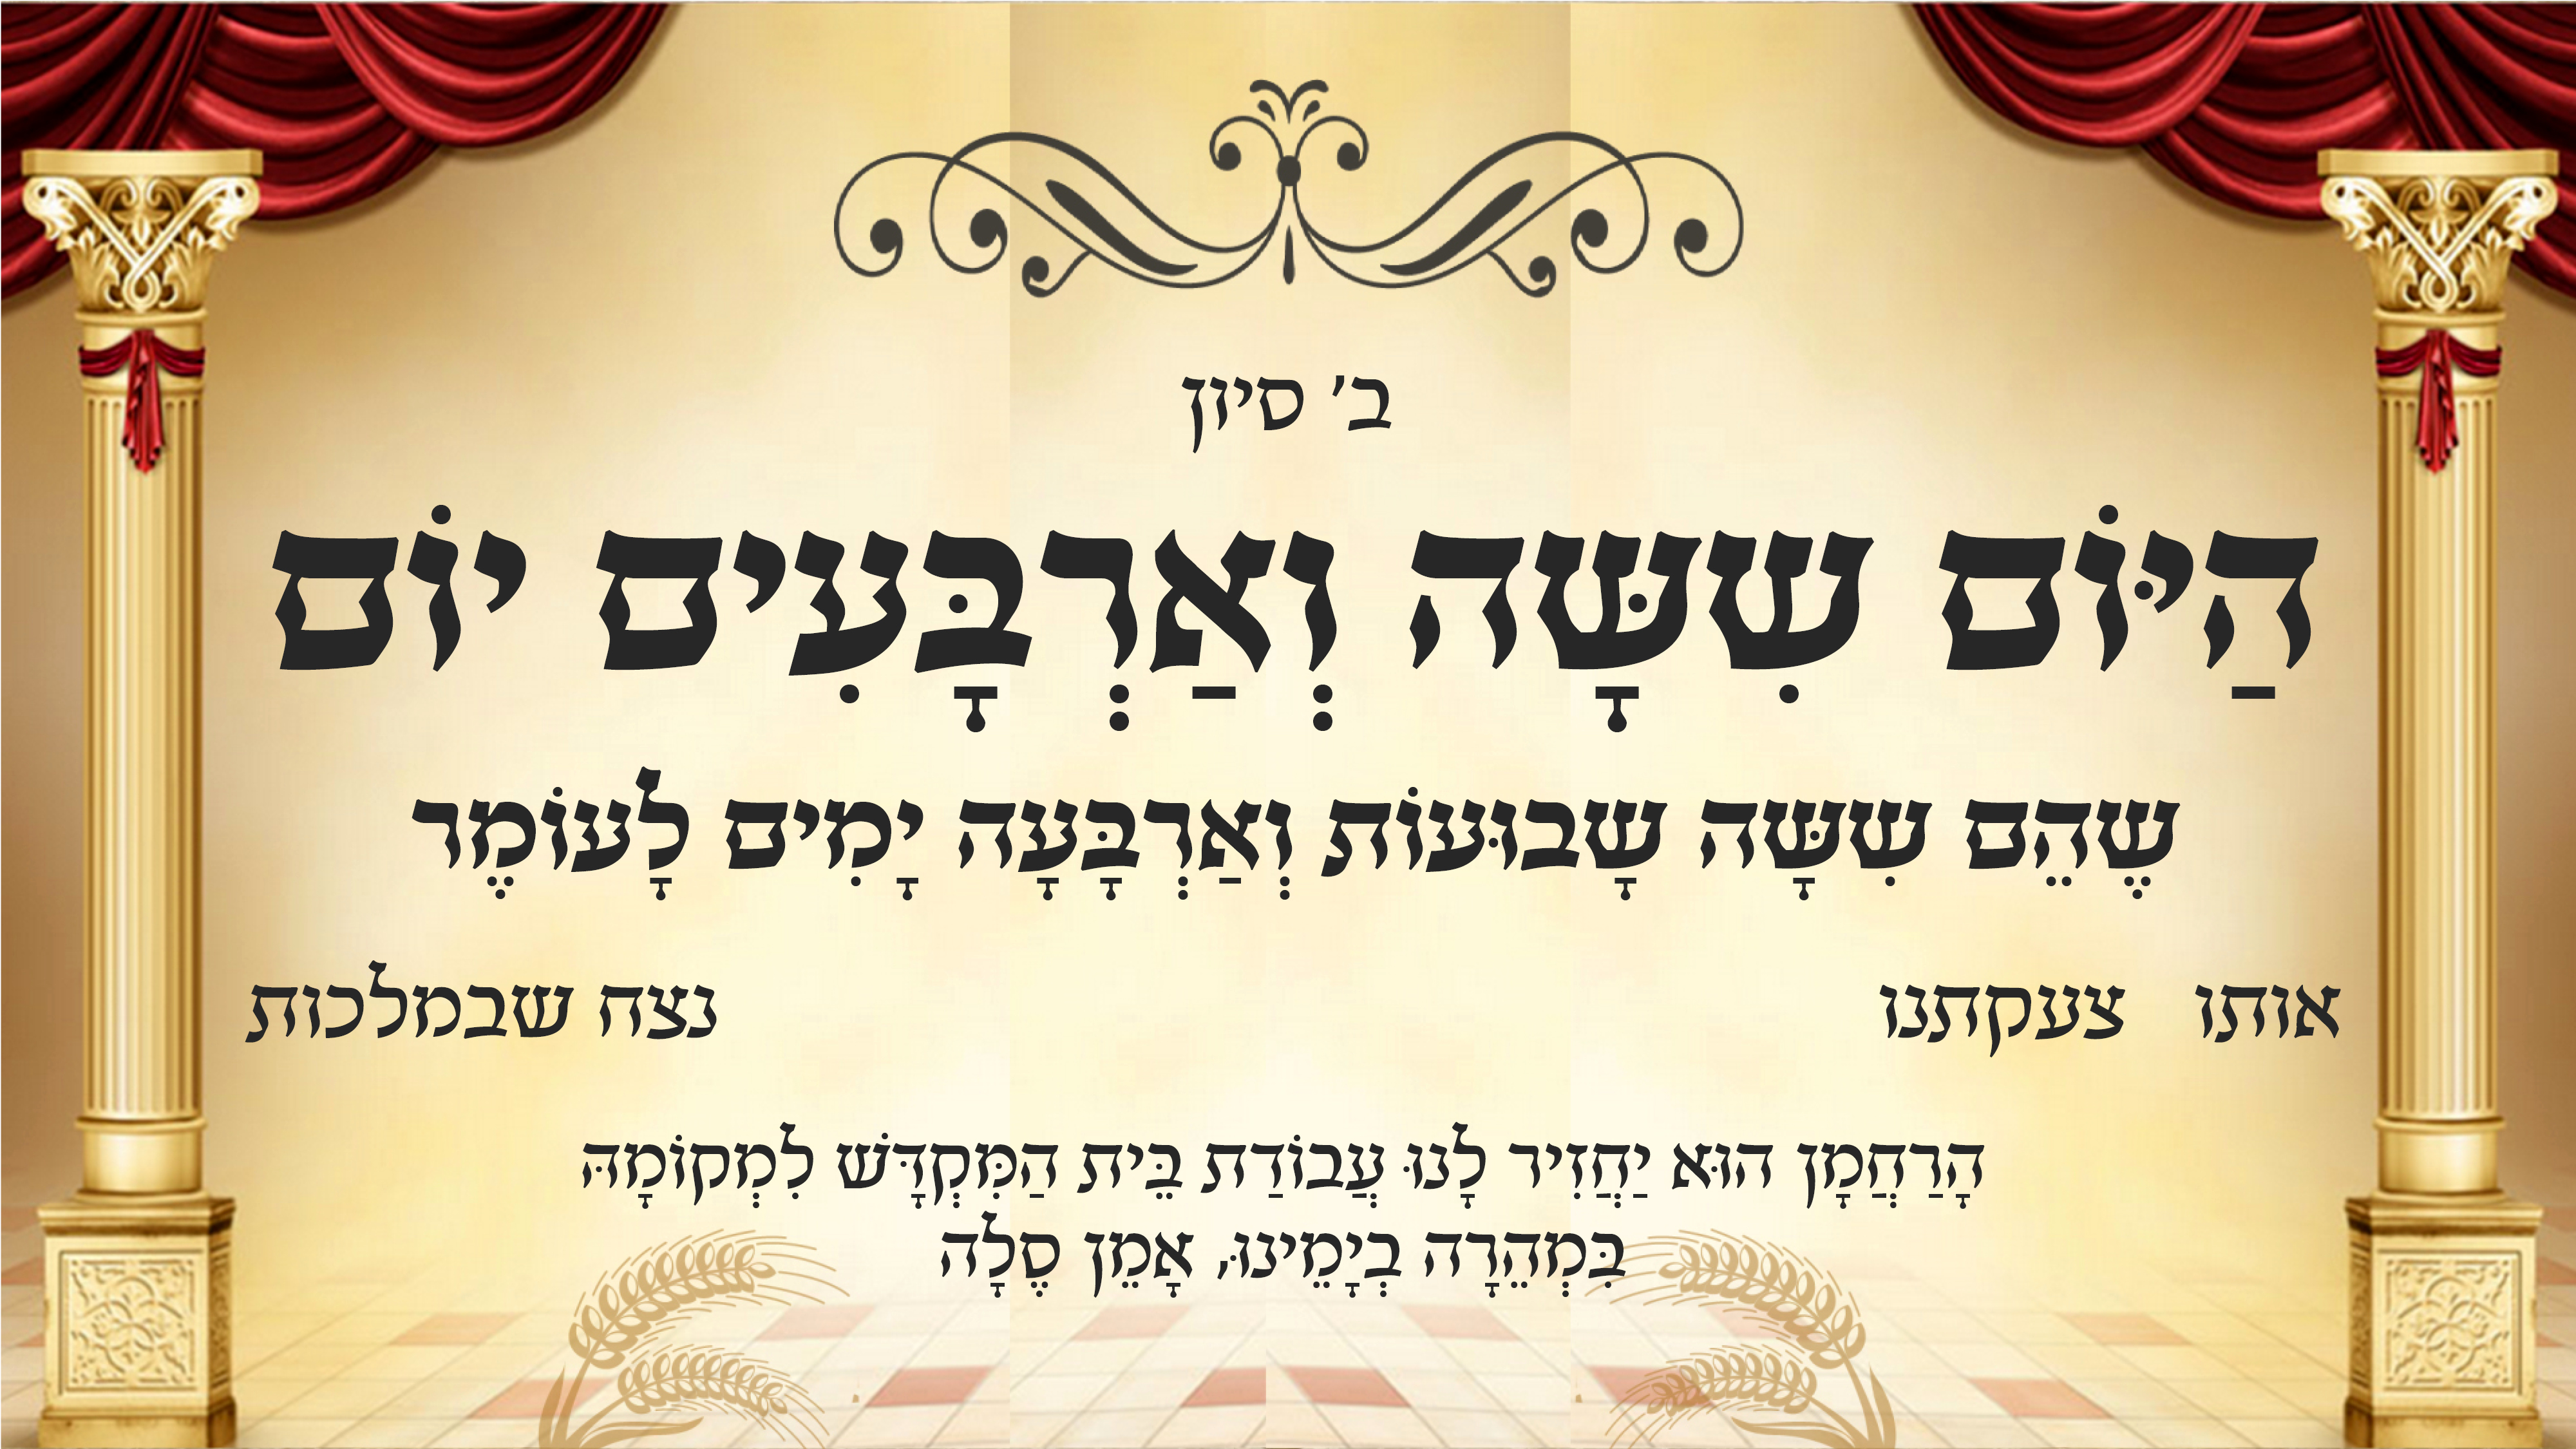 ב׳ סיון
הַיּוֹם שִׁשָּׁה וְאַרְבָּעִים יוֹם
שֶׁהֵם שִׁשָּׁה שָׁבוּעוֹת וְאַרְבָּעָה יָמִים לָעוֹמֶר
אותו צעקתנו נצח שבמלכות
הָרַחֲמָן הוּא יַחֲזִיר לָנוּ עֲבוֹדַת בֵּית הַמִּקְדָּשׁ לִמְקוֹמָהּ
בִּמְהֵרָה בְיָמֵינוּ, אָמֵן סֶלָה